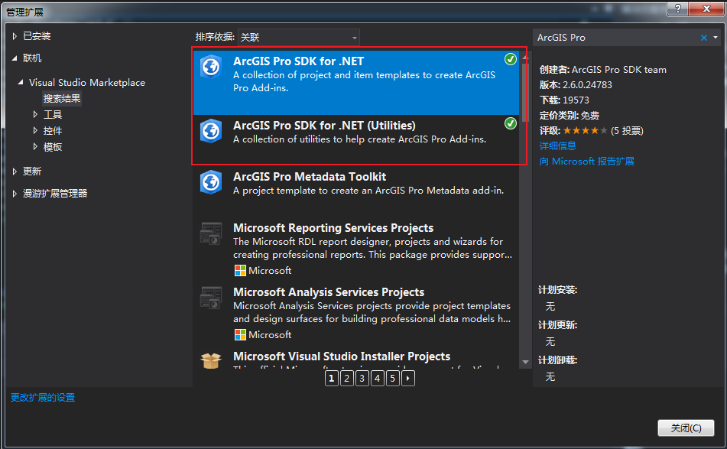 管理扩展
已安装
联机
Visual Studio Marketplace
搜索结果
工具
控件
模板
更新
漫游扩展管理器
更改扩展的设置
排序依据: 关联
ArcGIS Pro SDK for .NET
A collection of project and item templates to create ArcGIS
Pro Add-ins.
ArcGIS Pro SDK for .NET (Utilities)
A collection of utilities to help create ArcGIS Pro Add-ins.
ArcGIS Pro Metadata Toolkit
A project template to create an ArcGIS Pro Metadata add-in.
Microsoft Reporting Services Projects
The Microsoft RDL report designer, projects and wizards for
creating professional reports. This package provides suppor...
Microsoft
Microsoft Analysis Services Projects
Microsoft Analysis Services projects provide project templates
and design surfaces for building professional data models h...
Microsoft
Microsoft Visual Studio Installer Projects
1 2 3 4 5
ArcGIS Pro
创建者: ArcGIS Pro SDK team
版本: 2.6.0.24783
下载: 19573
定价类别: 免费
评级: (5 投票)
详细信息
向 Microsoft 报告扩展
计划安装:
无
计划更新:
无
计划卸载:
无
关闭(C)